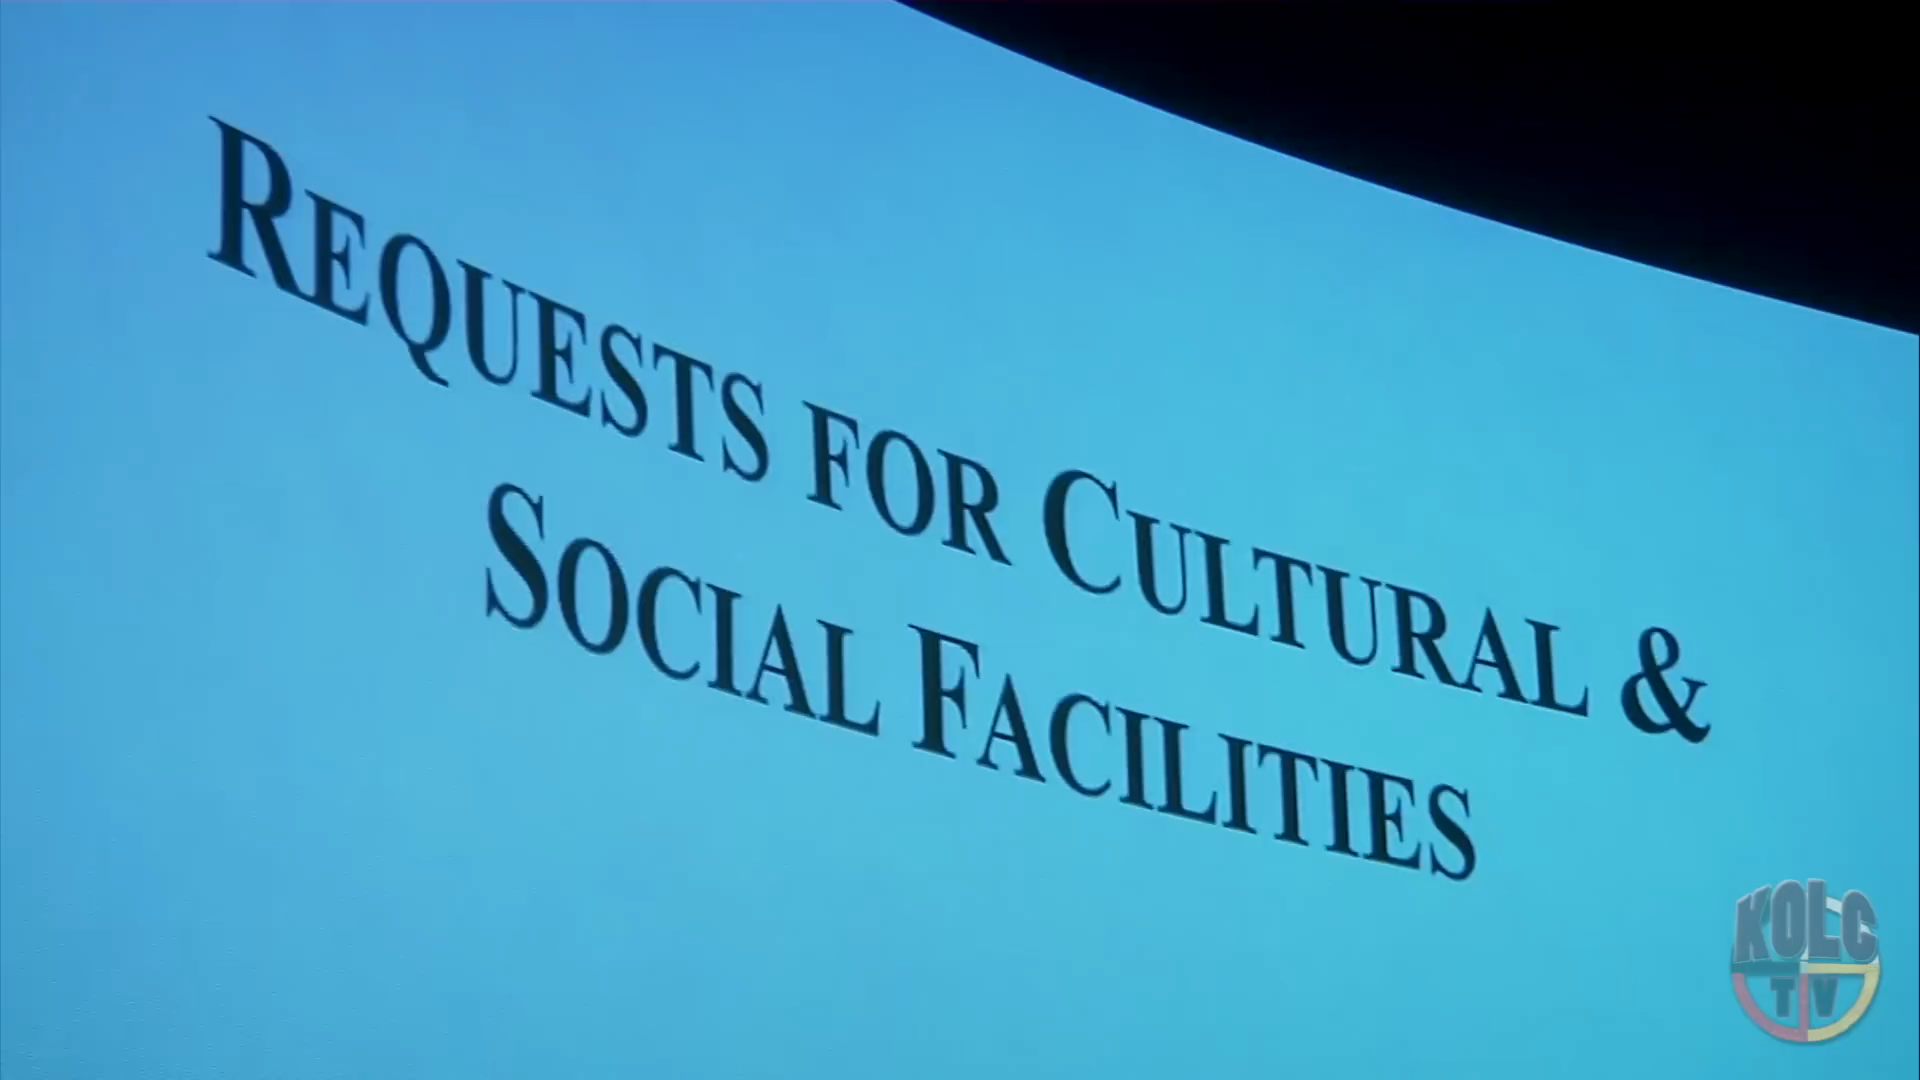 REQUESTS FOR CULTURAL &
SOCIAL FACILITIES
KOLC
TV